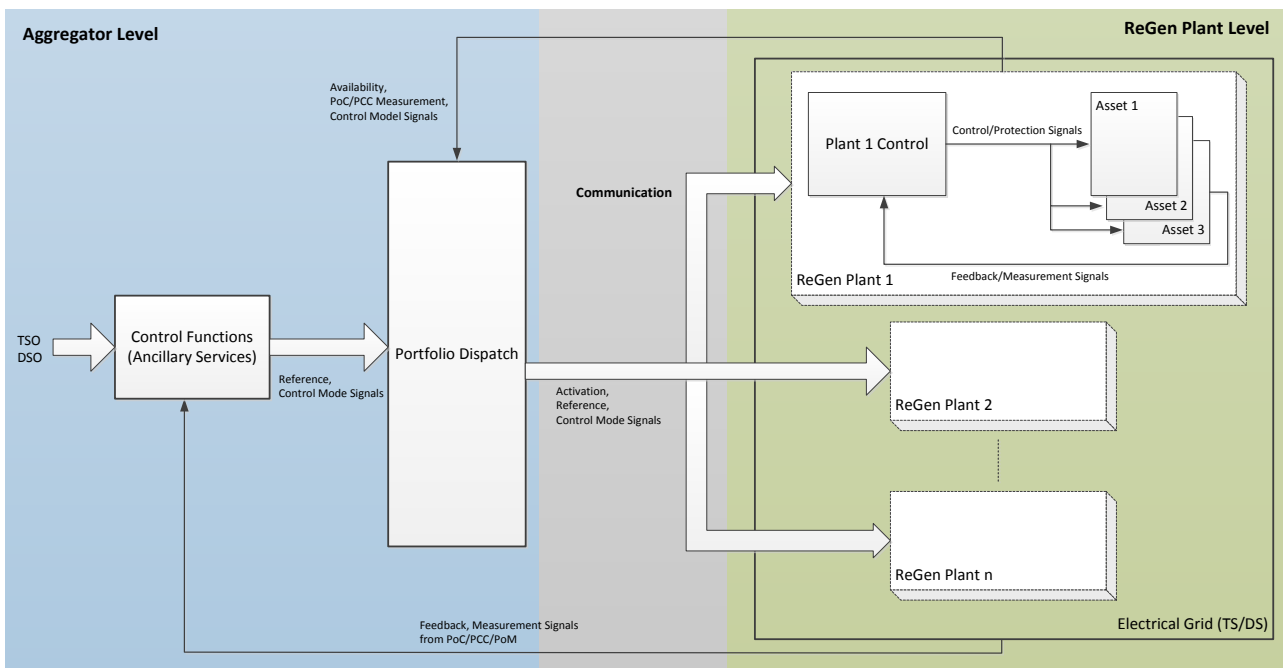 Aggregator Level
ReGen Plant Level
Availability,
PoC/PCC Measurement,
Control Model Signals
Communication
Plant 1 Control
Control/Protection Signals
Asset 1
Asset 2
Asset 3
Feedback/Measurement Signals
ReGen Plant 1
TSO
DSO
Control Functions
(Ancillary Services)
Reference,
Control Mode Signals
Portfolio Dispatch
Activation,
Reference,
Control Mode Signals
ReGen Plant 2
ReGen Plant n
Electrical Grid (TS/DS)
Feedback, Measurement Signals
from PoC/PCC/PoM